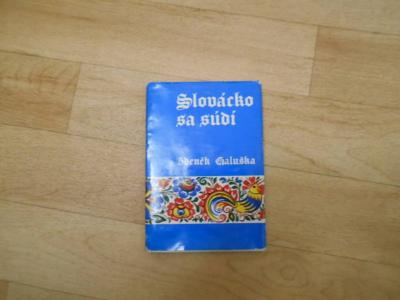 Slovácko
sa súdí
Zdeněk Galuška